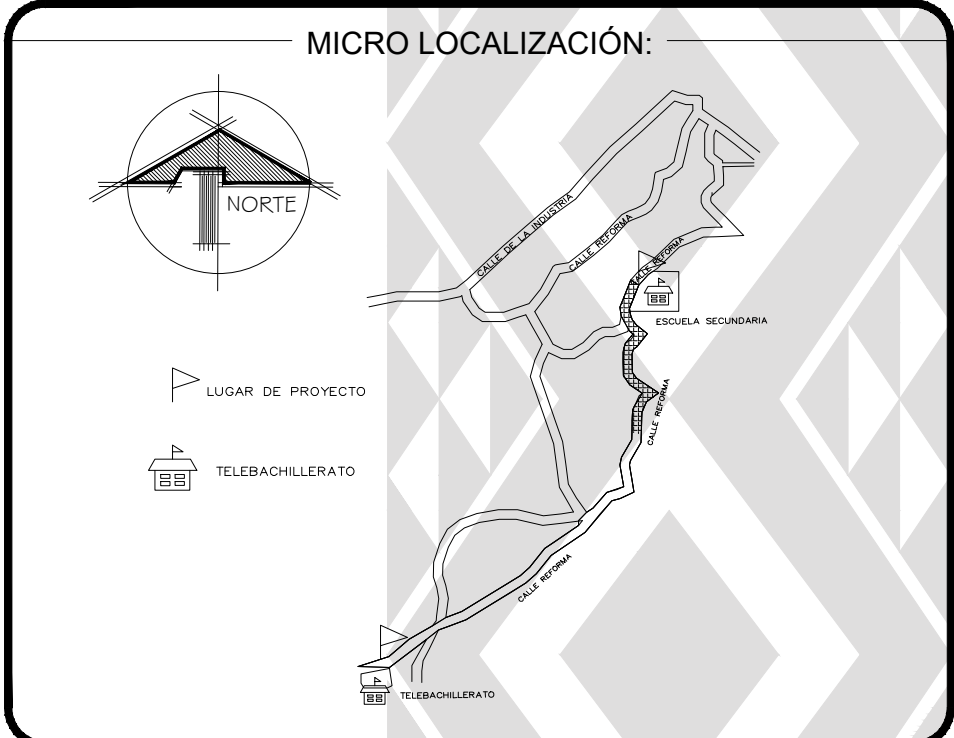 MICRO LOCALIZACIÓN:
NORTE
CALLE DE LA INDUSTRIA
CALLE REFORMA
CALLE REFORMA
ESCUELA SECUNDARIA
LUGAR DE PROYECTO
CALLE REFORMA
TELEBACHILLERATO
CALLE REFORMA
TELEBACHILLERATO